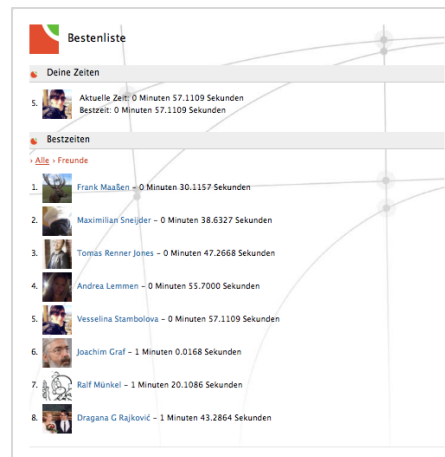 Bestenliste
Deine Zeiten
5. Aktuelle Zeit: 0 Minuten 57.1109 Sekunden
Bestzeit: 0 Minuten 57.1109 Sekunden
Bestzeiten
› Alle › Freunde
1. Frank Maaßen – 0 Minuten 30.1157 Sekunden
2. Maximilian Sneijder – 0 Minuten 38.6327 Sekunden
3. Tomas Renner Jones – 0 Minuten 47.2668 Sekunden
4. Andrea Lemmen – 0 Minuten 55.7000 Sekunden
5. Vesselina Stambolova – 0 Minuten 57.1109 Sekunden
6. Joachim Graf – 1 Minuten 0.0168 Sekunden
7. Ralf Münkel – 1 Minuten 20.1086 Sekunden
8. Dragana G Rajković – 1 Minuten 43.2864 Sekunden